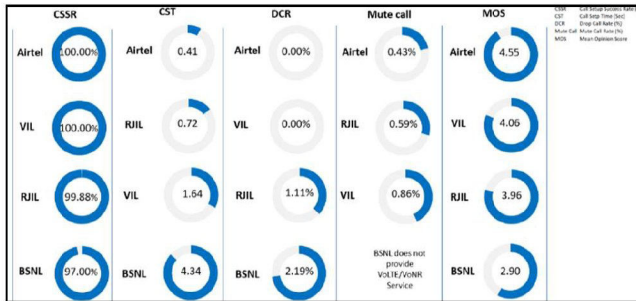 CSSR CST DCR Mute call MOS
Airtel 100.00% Airtel 0.41 Airtel 0.00% Airtel 0.43% Airtel 4.55
VIL 100.00% RJIL 0.72 VIL 0.00% RJIL 0.59% VIL 4.06
RJIL 99.88% VIL 1.64 RJIL 1.11% VIL 0.86% RJIL 3.96
BSNL 97.00% BSNL 4.34 BSNL 2.19% BSNL 2.90
BSNL does not
provide
VoLTE/VoNR
Service
CSSR Call Setup Success Rate
CST Call Setp Time (Sec)
DCR Drop Call Rate (%)
Mute Call Mute Call Rate (%)
MOS Mean Opinion Score